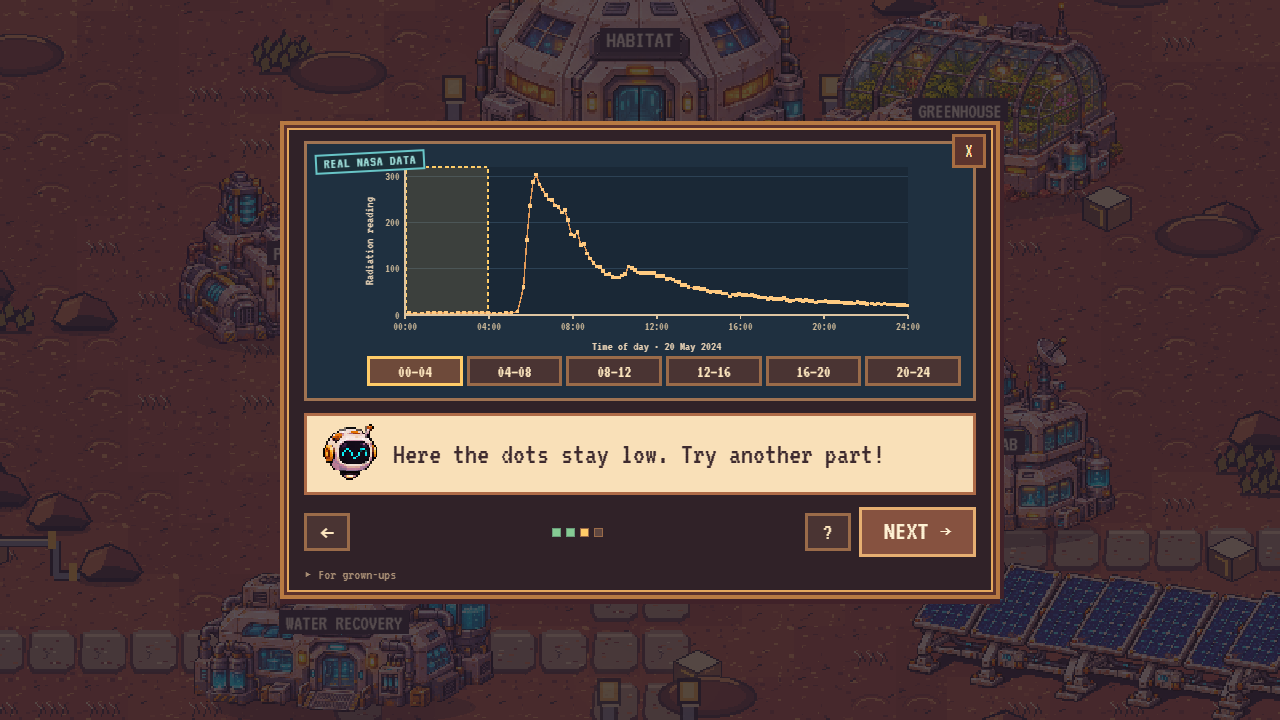 HABITAT
GREENHOUSE
REAL NASA DATA
X
Radiation reading
300
200
100
0
00:00 04:00 08:00 12:00 16:00 20:00 24:00
Time of day · 20 May 2024
00–04 04–08 08–12 12–16 16–20 20–24
Here the dots stay low. Try another part!
← ? NEXT →
▸ For grown-ups
WATER RECOVERY